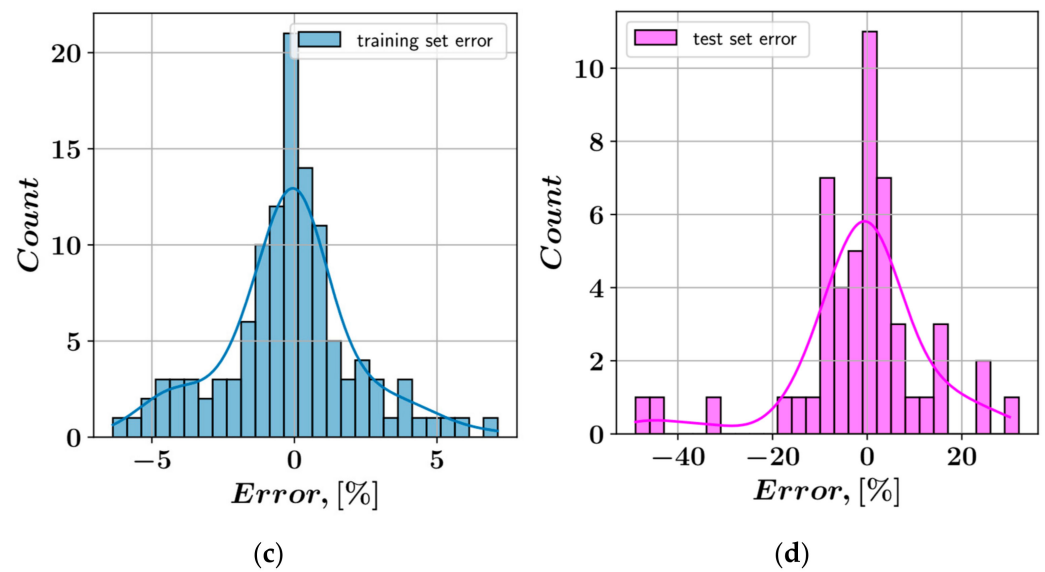 training set error
20
15
10
5
0
Count
−5
0
5
Error, [%]
(c)
test set error
10
8
6
4
2
0
Count
−40
−20
0
20
Error, [%]
(d)